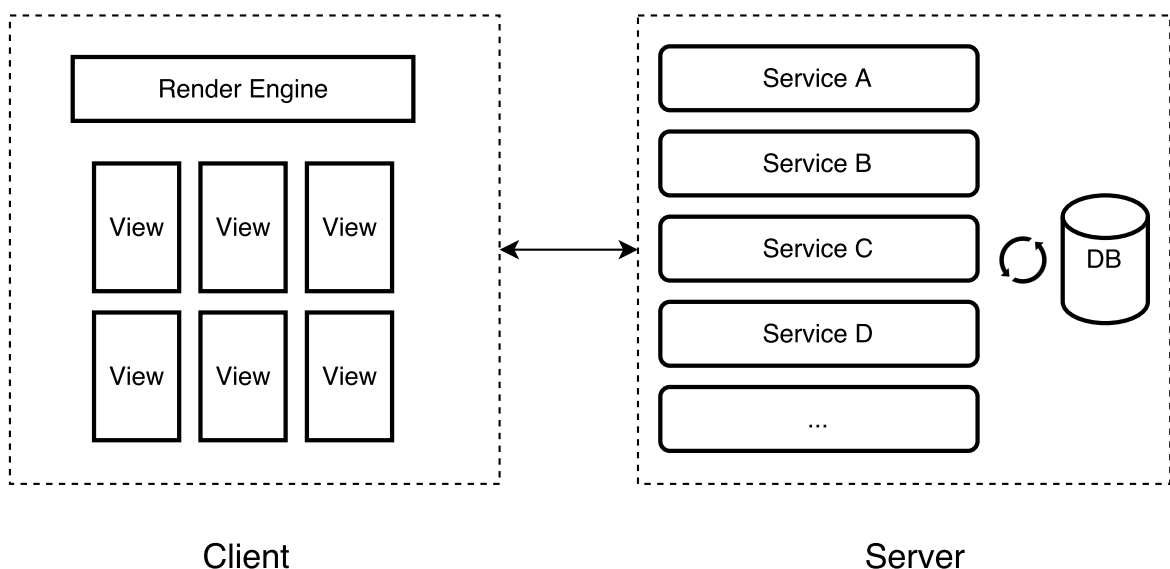 Render Engine
View
View
View
View
View
View
Service A
Service B
Service C
Service D
...
DB
Client
Server